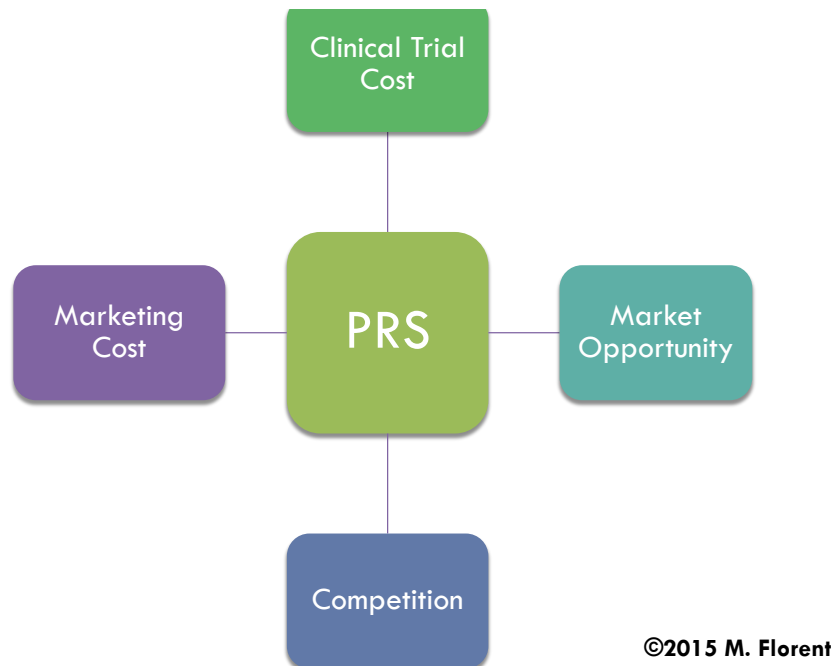 Clinical Trial
Cost
Marketing
Cost
PRS
Market
Opportunity
Competition
©2015 M. Florent